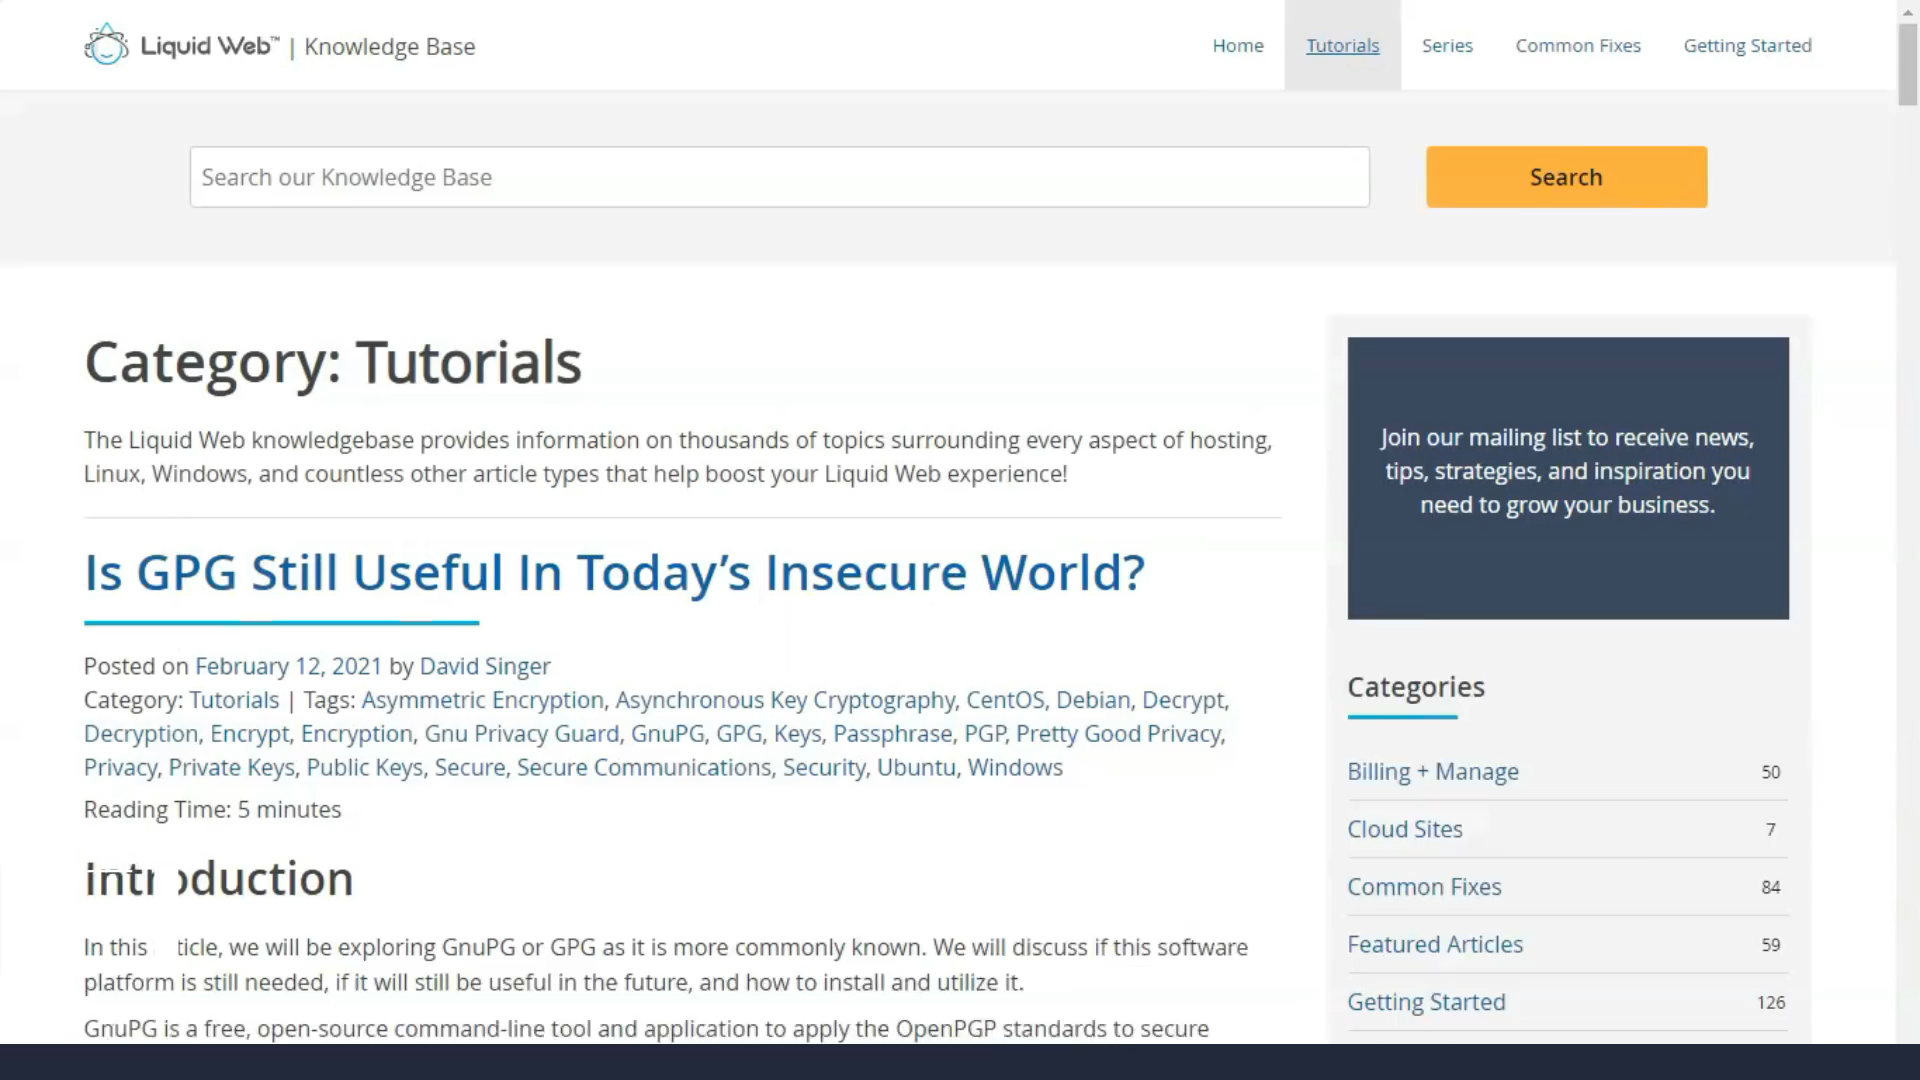 Liquid Web™ | Knowledge Base
Home Tutorials Series Common Fixes Getting Started
Search our Knowledge Base
Search
Category: Tutorials
The Liquid Web knowledgebase provides information on thousands of topics surrounding every aspect of hosting,
Linux, Windows, and countless other article types that help boost your Liquid Web experience!
Is GPG Still Useful In Today’s Insecure World?
Posted on February 12, 2021 by David Singer
Category: Tutorials | Tags: Asymmetric Encryption, Asynchronous Key Cryptography, CentOS, Debian, Decrypt,
Decryption, Encrypt, Encryption, Gnu Privacy Guard, GnuPG, GPG, Keys, Passphrase, PGP, Pretty Good Privacy,
Privacy, Private Keys, Public Keys, Secure, Secure Communications, Security, Ubuntu, Windows
Reading Time: 5 minutes
Introduction
In this ticle, we will be exploring GnuPG or GPG as it is more commonly known. We will discuss if this software
platform is still needed, if it will still be useful in the future, and how to install and utilize it.
GnuPG is a free, open-source command-line tool and application to apply the OpenPGP standards to secure
Join our mailing list to receive news,
tips, strategies, and inspiration you
need to grow your business.
Categories
Billing + Manage 50
Cloud Sites 7
Common Fixes 84
Featured Articles 59
Getting Started 126